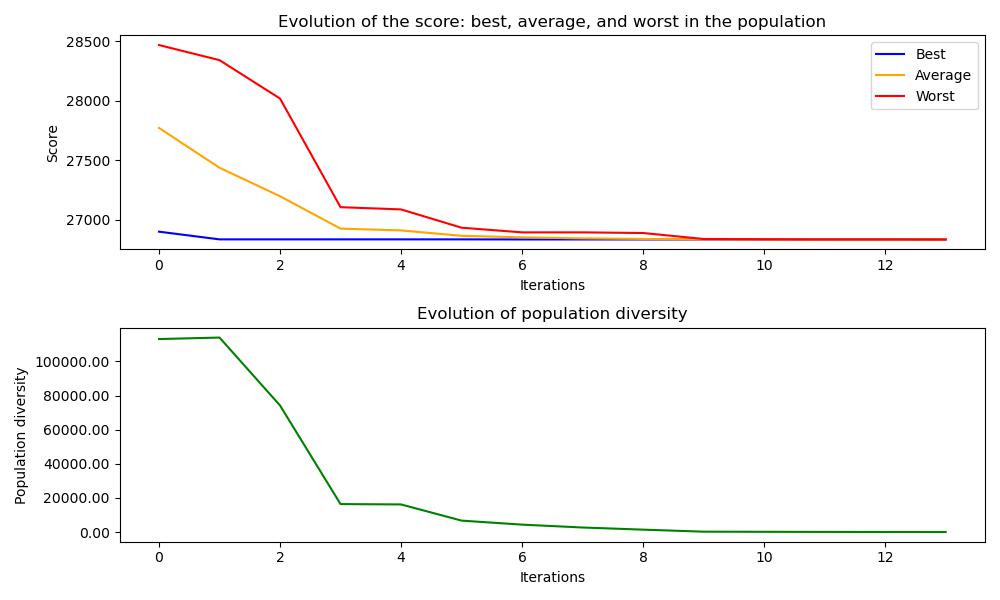 Evolution of the score: best, average, and worst in the population
28500
28000
27500
27000
Score
Best
Average
Worst
0 2 4 6 8 10 12
Iterations
Evolution of population diversity
100000.00
80000.00
60000.00
40000.00
20000.00
0.00
Population diversity
0 2 4 6 8 10 12
Iterations